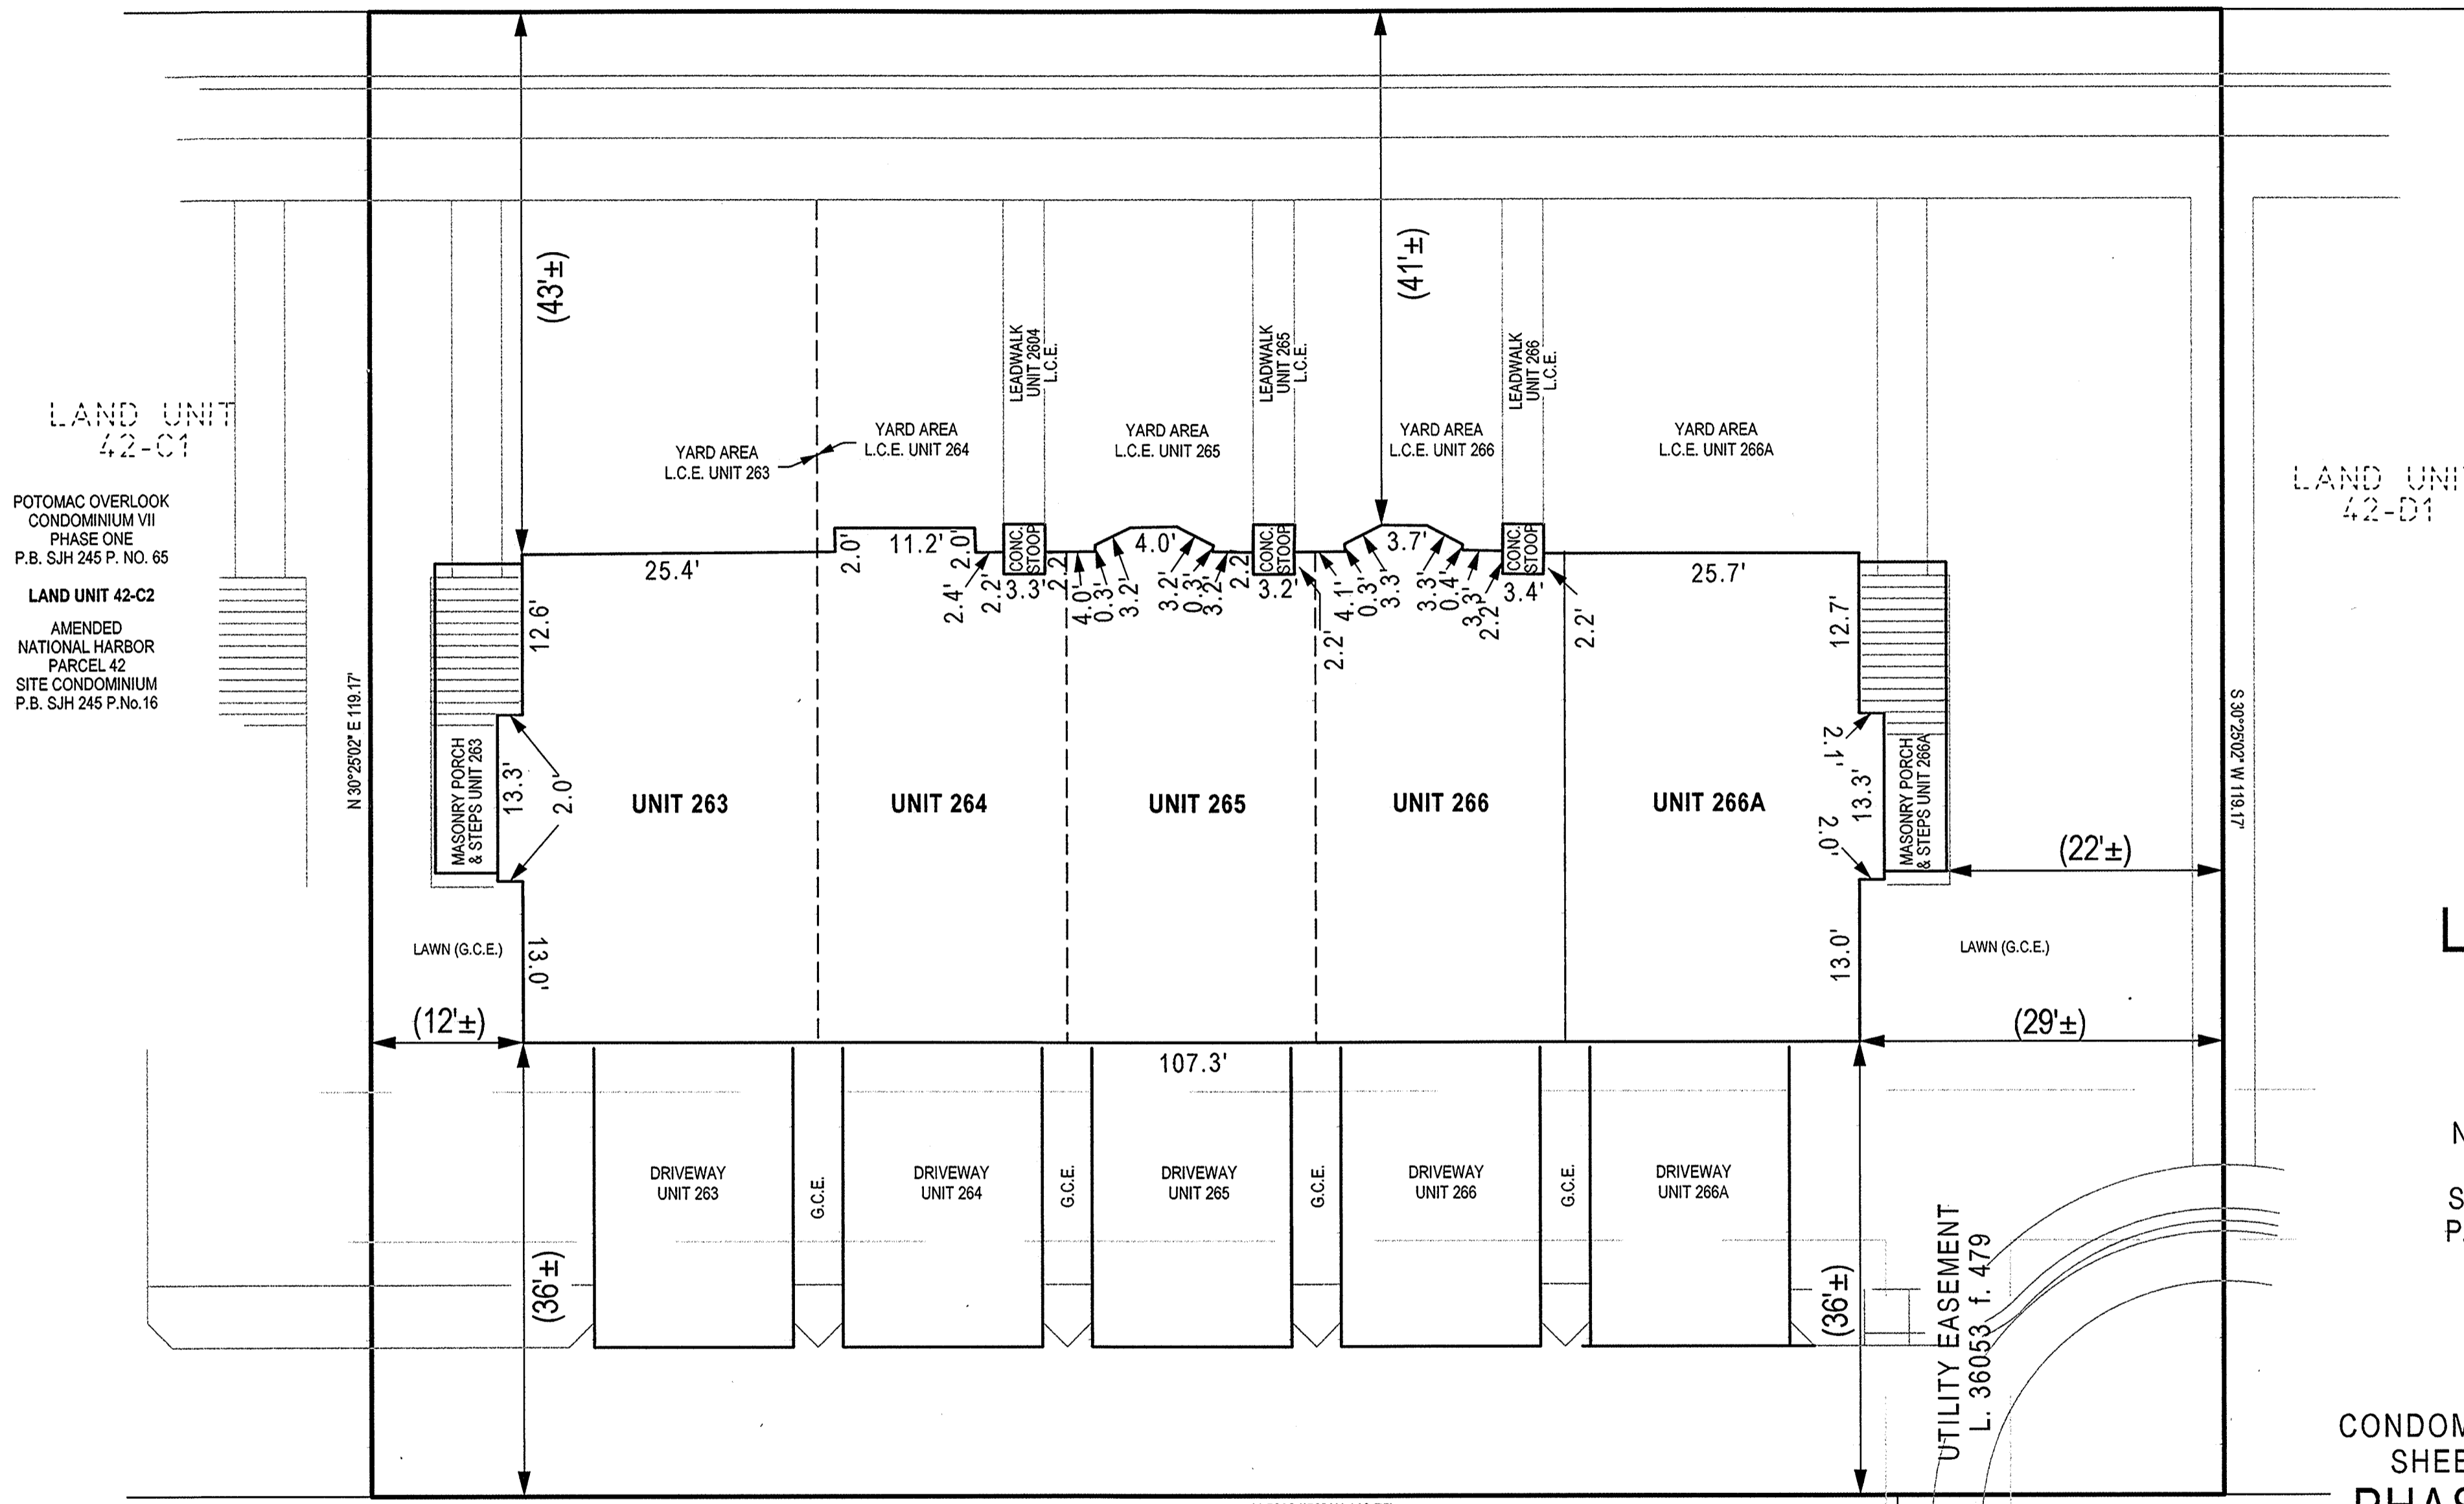 (43'±)
(41'±)
LEADWALK
UNIT 2604
L.C.E.
LEADWALK
UNIT 265
L.C.E.
LEADWALK
UNIT 266
L.C.E.
LAND UNIT
42-C1
POTOMAC OVERLOOK
CONDOMINIUM VII
PHASE ONE
P.B. SJH 245 P. NO. 65
LAND UNIT 42-C2
AMENDED
NATIONAL HARBOR
PARCEL 42
SITE CONDOMINIUM
P.B. SJH 245 P.No.16
YARD AREA
L.C.E. UNIT 263
YARD AREA
L.C.E. UNIT 264
YARD AREA
L.C.E. UNIT 265
YARD AREA
L.C.E. UNIT 266
YARD AREA
L.C.E. UNIT 266A
LAND UNI
42-D1
25.4'
2.0'
11.2'
2.0'
2.4'
2.2'
CONC.
STOOP
3.3'
2.2'
4.0'
0.3'
3.2'
4.0'
3.2'
0.3'
3.2'
2.2'
CONC.
STOOP
3.2'
2.2'
4.1'
0.3'
3.3'
3.7'
3.3'
0.4'
3.3'
2.2'
CONC.
STOOP
3.4'
2.2'
25.7'
12.6'
12.7'
N 30°25'02" E 119.17'
S 30°25'02" W 119.17'
MASONRY PORCH
& STEPS UNIT 263
13.3'
2.0'
UNIT 263
UNIT 264
UNIT 265
UNIT 266
UNIT 266A
2.1'
13.3'
2.0'
MASONRY PORCH
& STEPS UNIT 266A
(22'±)
LAWN (G.C.E.)
13.0'
13.0'
LAWN (G.C.E.)
L
(12'±)
(29'±)
107.3'
N
DRIVEWAY
UNIT 263
G.C.E.
DRIVEWAY
UNIT 264
G.C.E.
DRIVEWAY
UNIT 265
G.C.E.
DRIVEWAY
UNIT 266
G.C.E.
DRIVEWAY
UNIT 266A
S
P.
(36'±)
(36'±)
UTILITY EASEMENT
L. 36053 f. 479
CONDOM
SHEE
PHAS